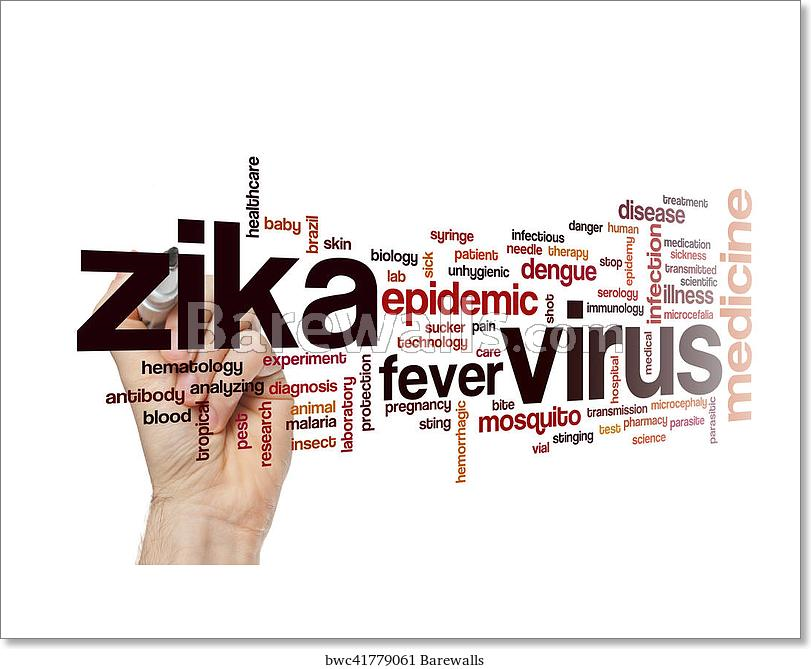 healthcare
baby
brazil
skin
zika
biology
lab
sick
syringe
patient
unhygienic
infectious
needle therapy
dengue
danger human
stop
epidemy
disease
treatment
infection
medication
sickness
transmitted
scientific
illness
microcefalia
medicine
serology
immunology
epidemic
shot
sucker pain
technology
care
fever
virus
hospital
medical
Barewalls.com
hematology
experiment
antibody analyzing diagnosis
blood
tropical
pest
research
animal
malaria
insect
laboratory
protection
pregnancy
sting
hemorrhagic
bite
mosquito
transmission microcephaly
test pharmacy parasite
parasitic
vial stinging
science
bwc41779061 Barewalls